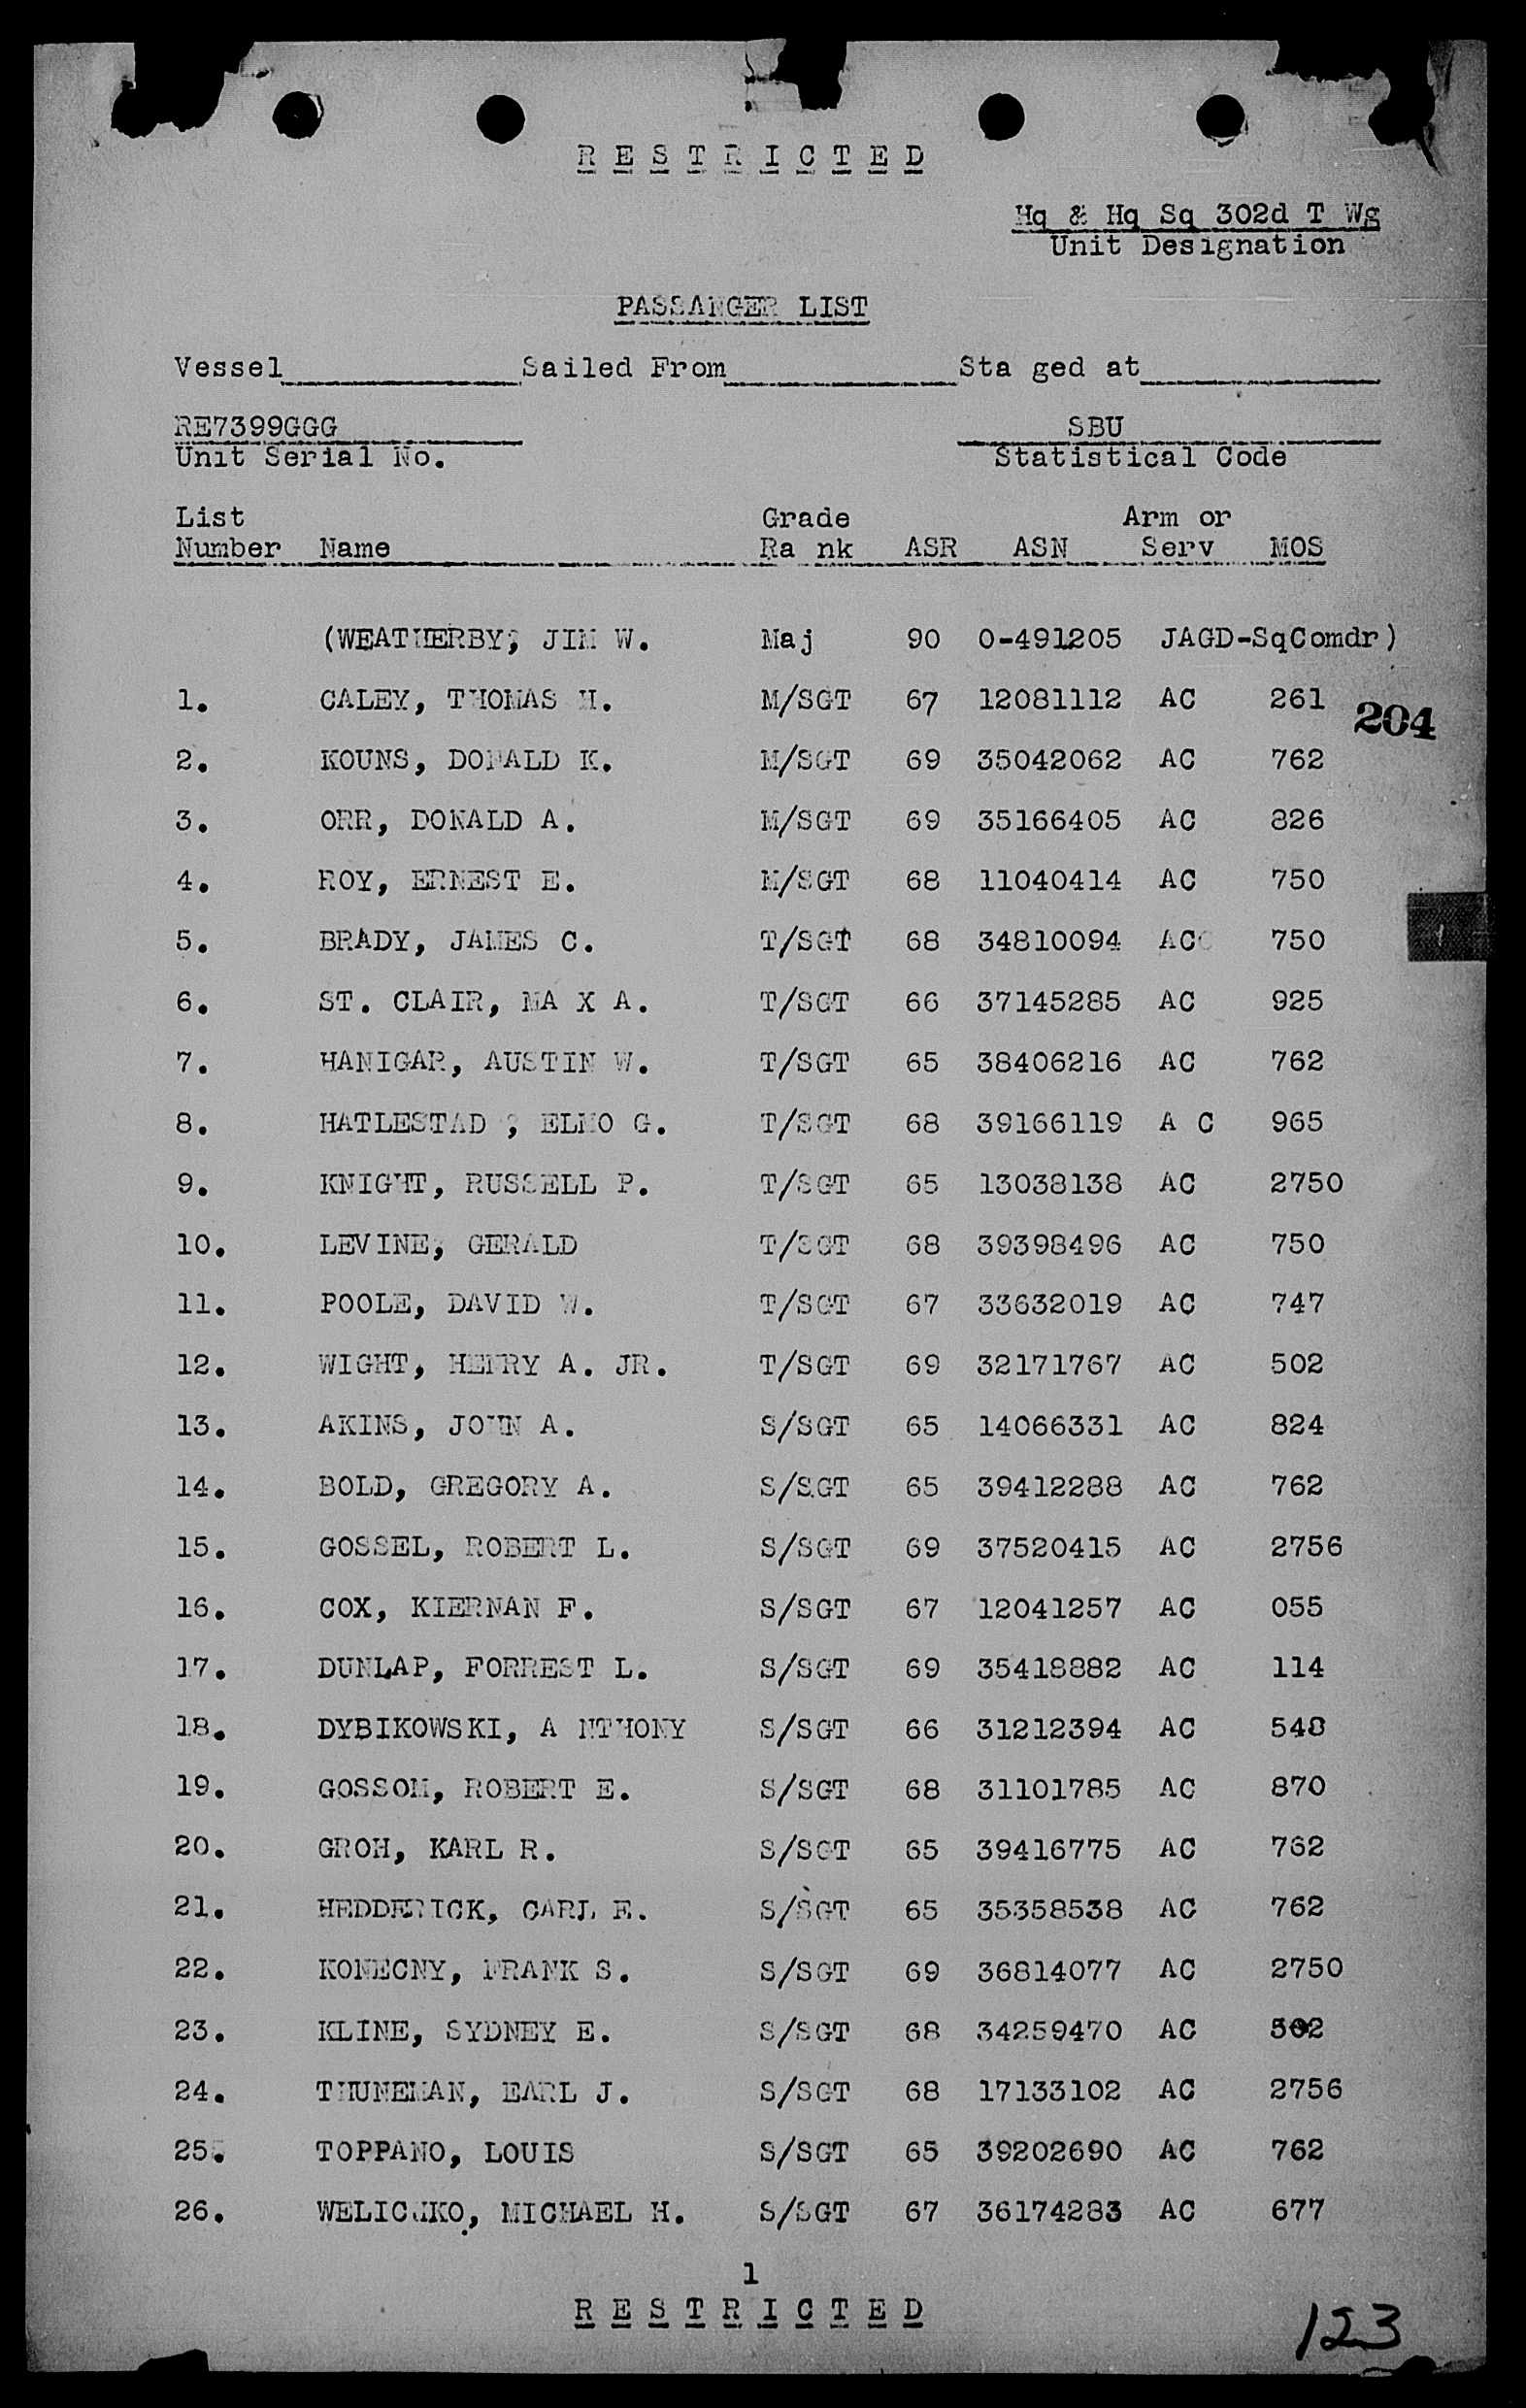 RESTRICTED
Hq & Hq Sq 302d T Wg
Unit Designation
PASSANGER LIST
Vessel Sailed From Sta ged at
RE7399GGG SBU
Unit Serial No. Statistical Code
List Grade Arm or
Number Name Ra nk ASR ASN Serv MOS
(WEATHERBY, JIM W. Maj 90 0-491205 JAGD-SqComdr)
1. CALEY, THOMAS H. M/SGT 67 12081112 AC 261
204
2. KOUNS, DONALD K. M/SGT 69 35042062 AC 762
3. ORR, DONALD A. M/SGT 69 35166405 AC 826
4. ROY, ERNEST E. M/SGT 68 11040414 AC 750
5. BRADY, JAMES C. T/SGT 68 34810094 AC 750
6. ST. CLAIR, MA X A. T/SGT 66 37145285 AC 925
7. HANIGAR, AUSTIN W. T/SGT 65 38406216 AC 762
8. HATLESTAD , ELMO G. T/SGT 68 39166119 A C 965
9. KNIGHT, RUSSELL P. T/SGT 65 13038138 AC 2750
10. LEVINE, GERALD T/SGT 68 39398496 AC 750
11. POOLE, DAVID W. T/SGT 67 33632019 AC 747
12. WIGHT, HENRY A. JR. T/SGT 69 32171767 AC 502
13. AKINS, JOHN A. S/SGT 65 14066331 AC 824
14. BOLD, GREGORY A. S/SGT 65 39412288 AC 762
15. GOSSEL, ROBERT L. S/SGT 69 37520415 AC 2756
16. COX, KIERNAN F. S/SGT 67 12041257 AC 055
17. DUNLAP, FORREST L. S/SGT 69 35418882 AC 114
18. DYBIKOWSKI, A NTHONY S/SGT 66 31212394 AC 548
19. GOSSOM, ROBERT E. S/SGT 68 31101785 AC 870
20. GROH, KARL R. S/SGT 65 39416775 AC 762
21. HEDDERICK, CARL E. S/SGT 65 35358538 AC 762
22. KONECNY, FRANK S. S/SGT 69 36814077 AC 2750
23. KLINE, SYDNEY E. S/SGT 68 34259470 AC 502
24. THUNEMAN, EARL J. S/SGT 68 17133102 AC 2756
25. TOPPANO, LOUIS S/SGT 65 39202690 AC 762
26. WELICHKO, MICHAEL H. S/SGT 67 36174283 AC 677
1
RESTRICTED
123